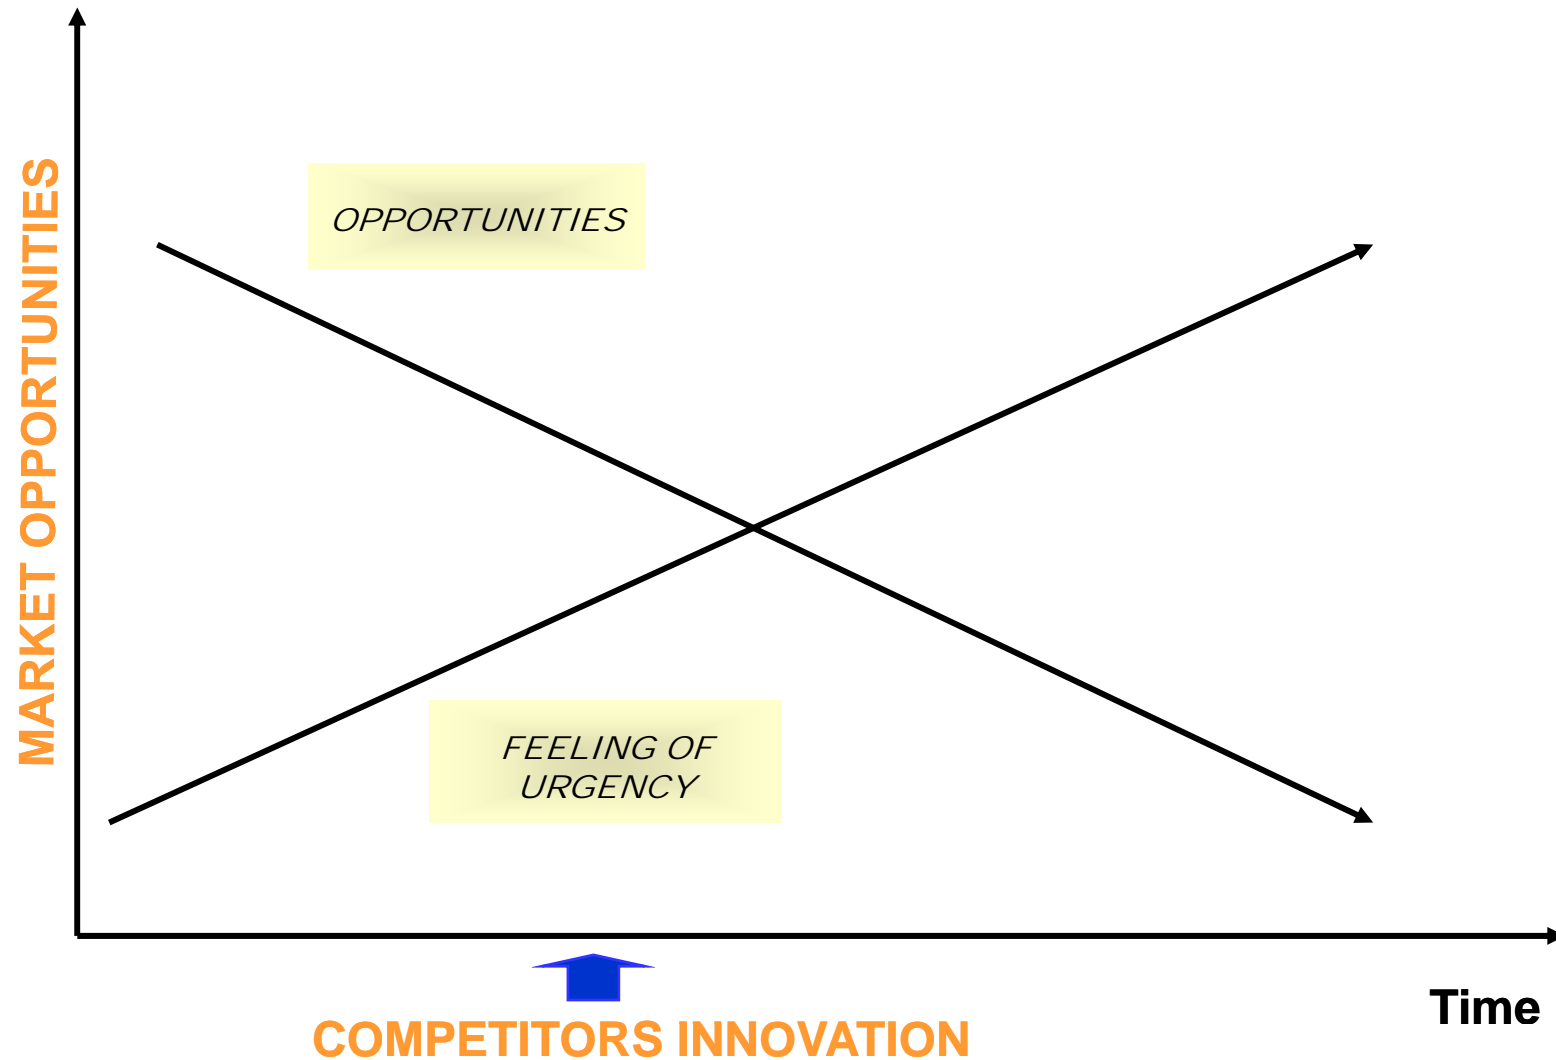 MARKET OPPORTUNITIES
OPPORTUNITIES
FEELING OF
URGENCY
Time
COMPETITORS INNOVATION